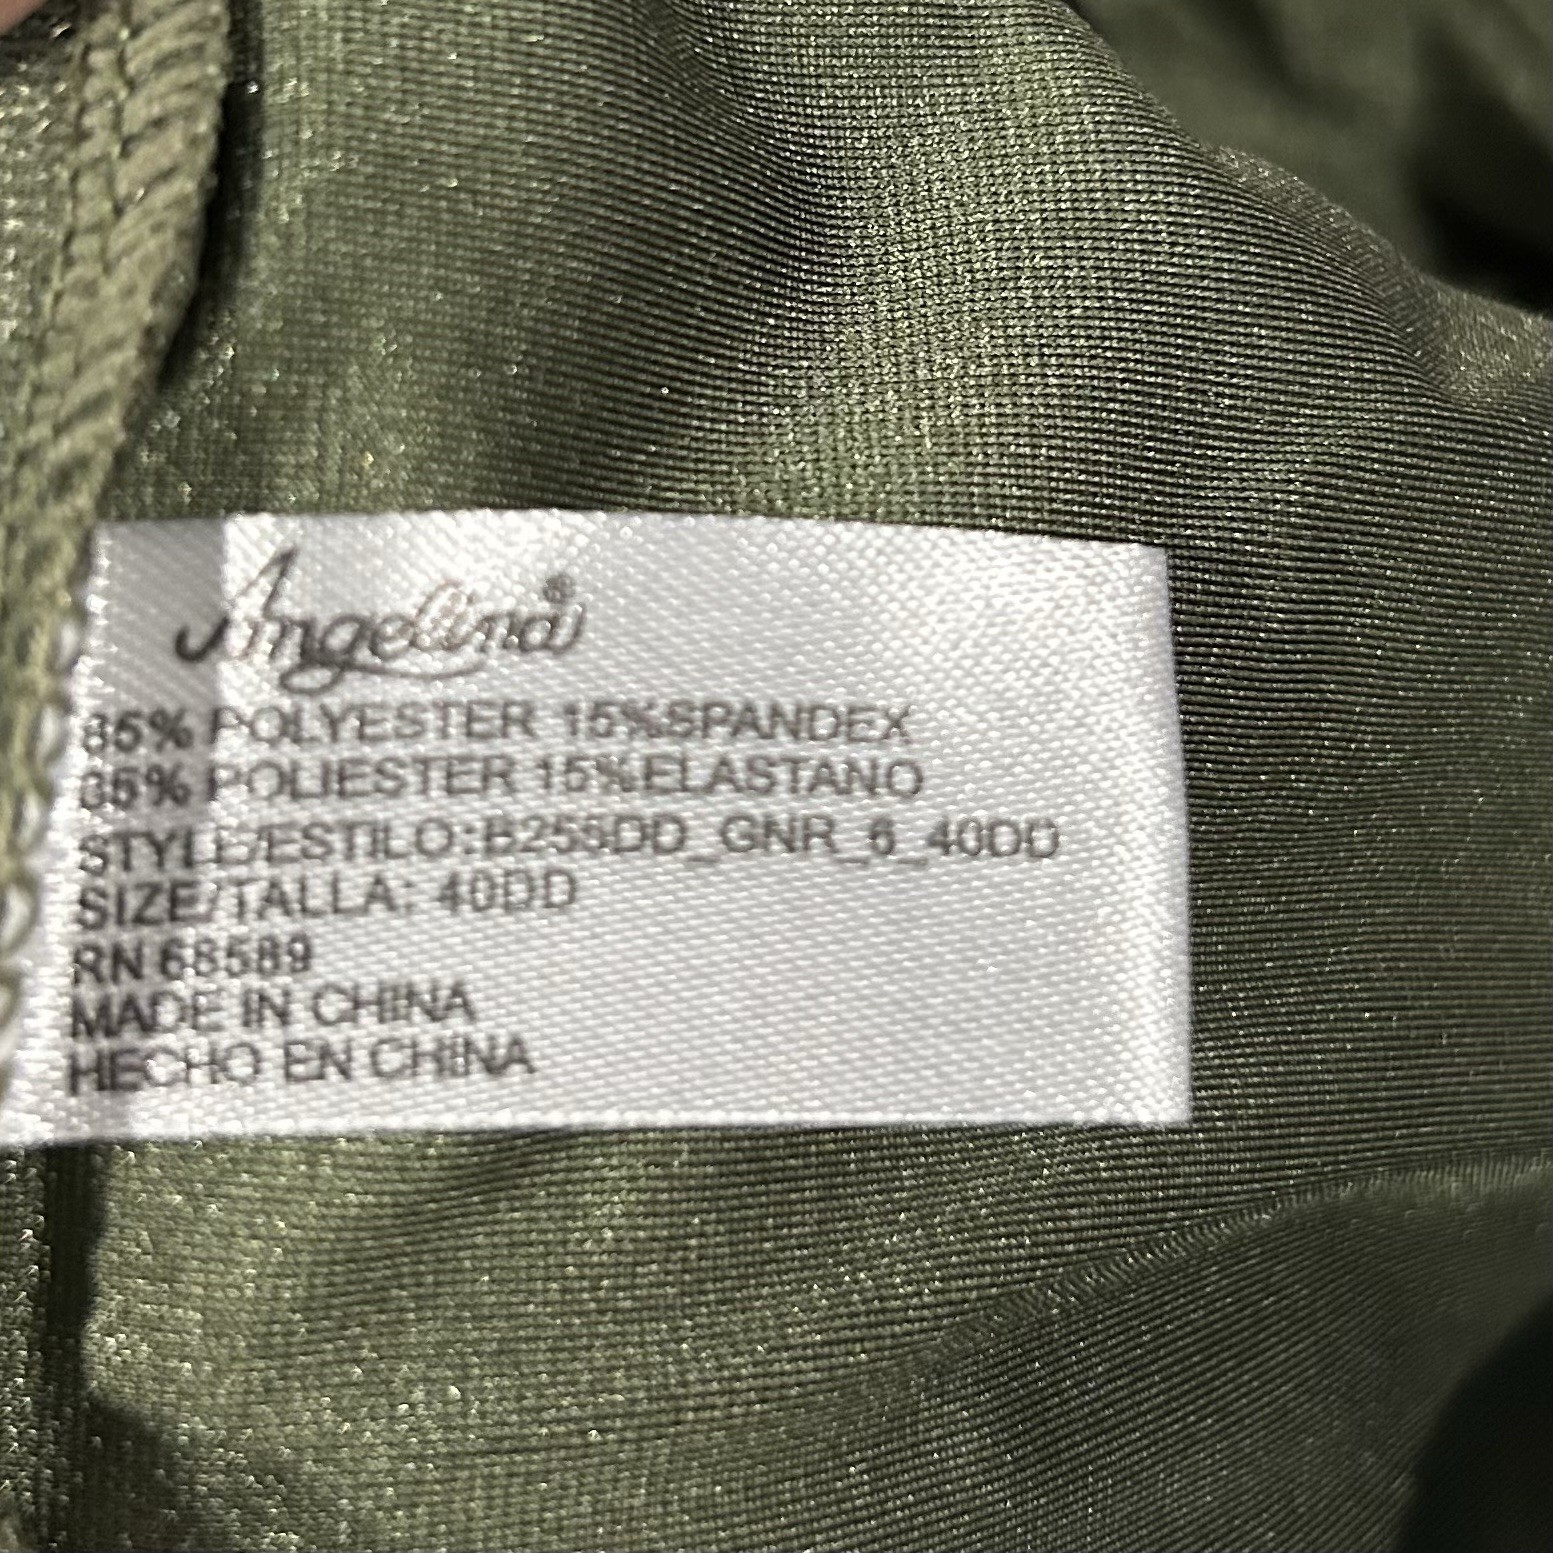 Angelina®
85% POLYESTER 15%SPANDEX
85% POLIESTER 15%ELASTANO
STYLE/ESTILO:B255DD_GNR_6_40DD
SIZE/TALLA: 40DD
RN 68589
MADE IN CHINA
HECHO EN CHINA